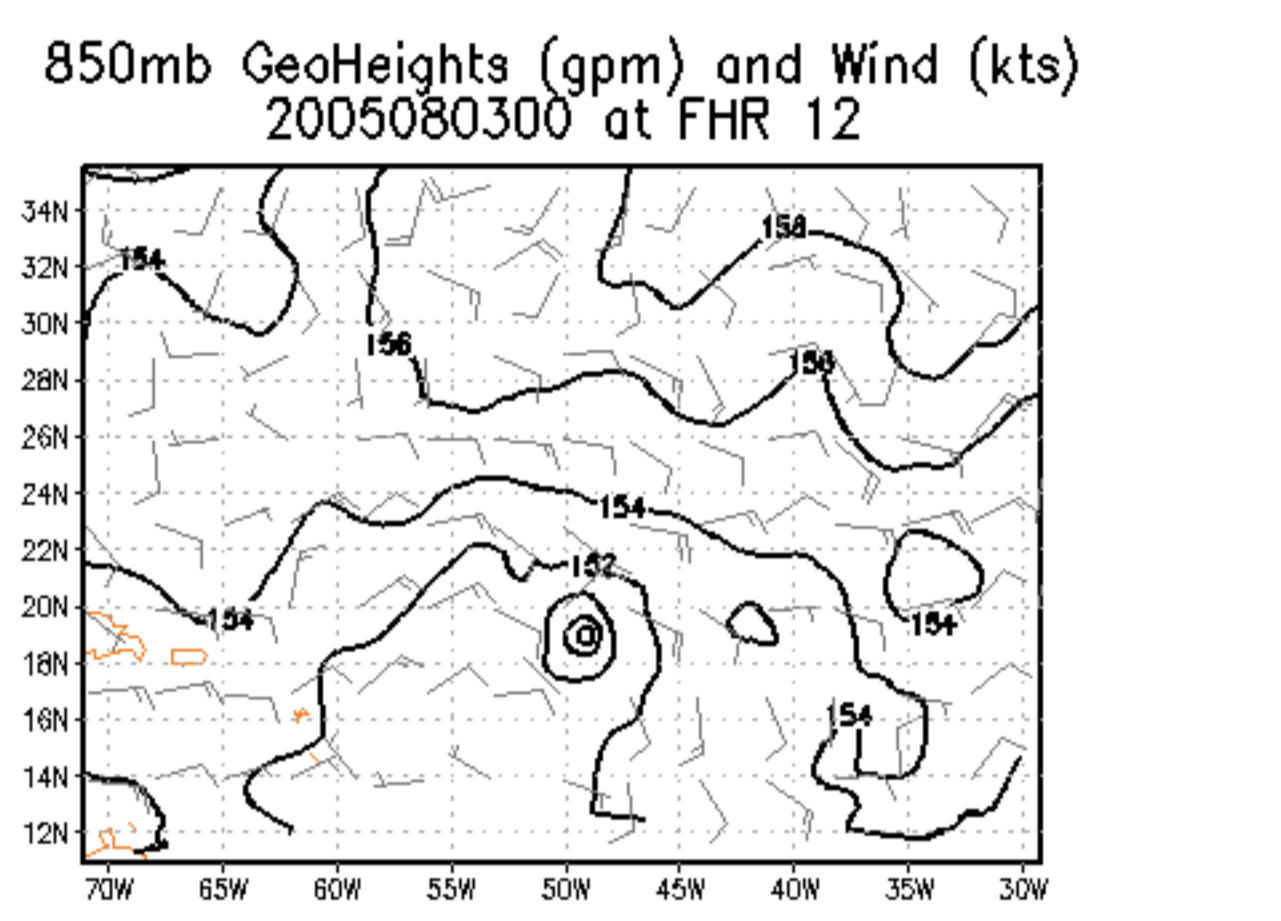 850mb GeoHeights (gpm) and Wind (kts)
2005080300 at FHR 12
34N
158
154
32N
30N
156
156
28N
26N
24N
154
22N
152
20N
154
154
18N
16N
154
14N
12N
70W 65W 60W 55W 50W 45W 40W 35W 30W